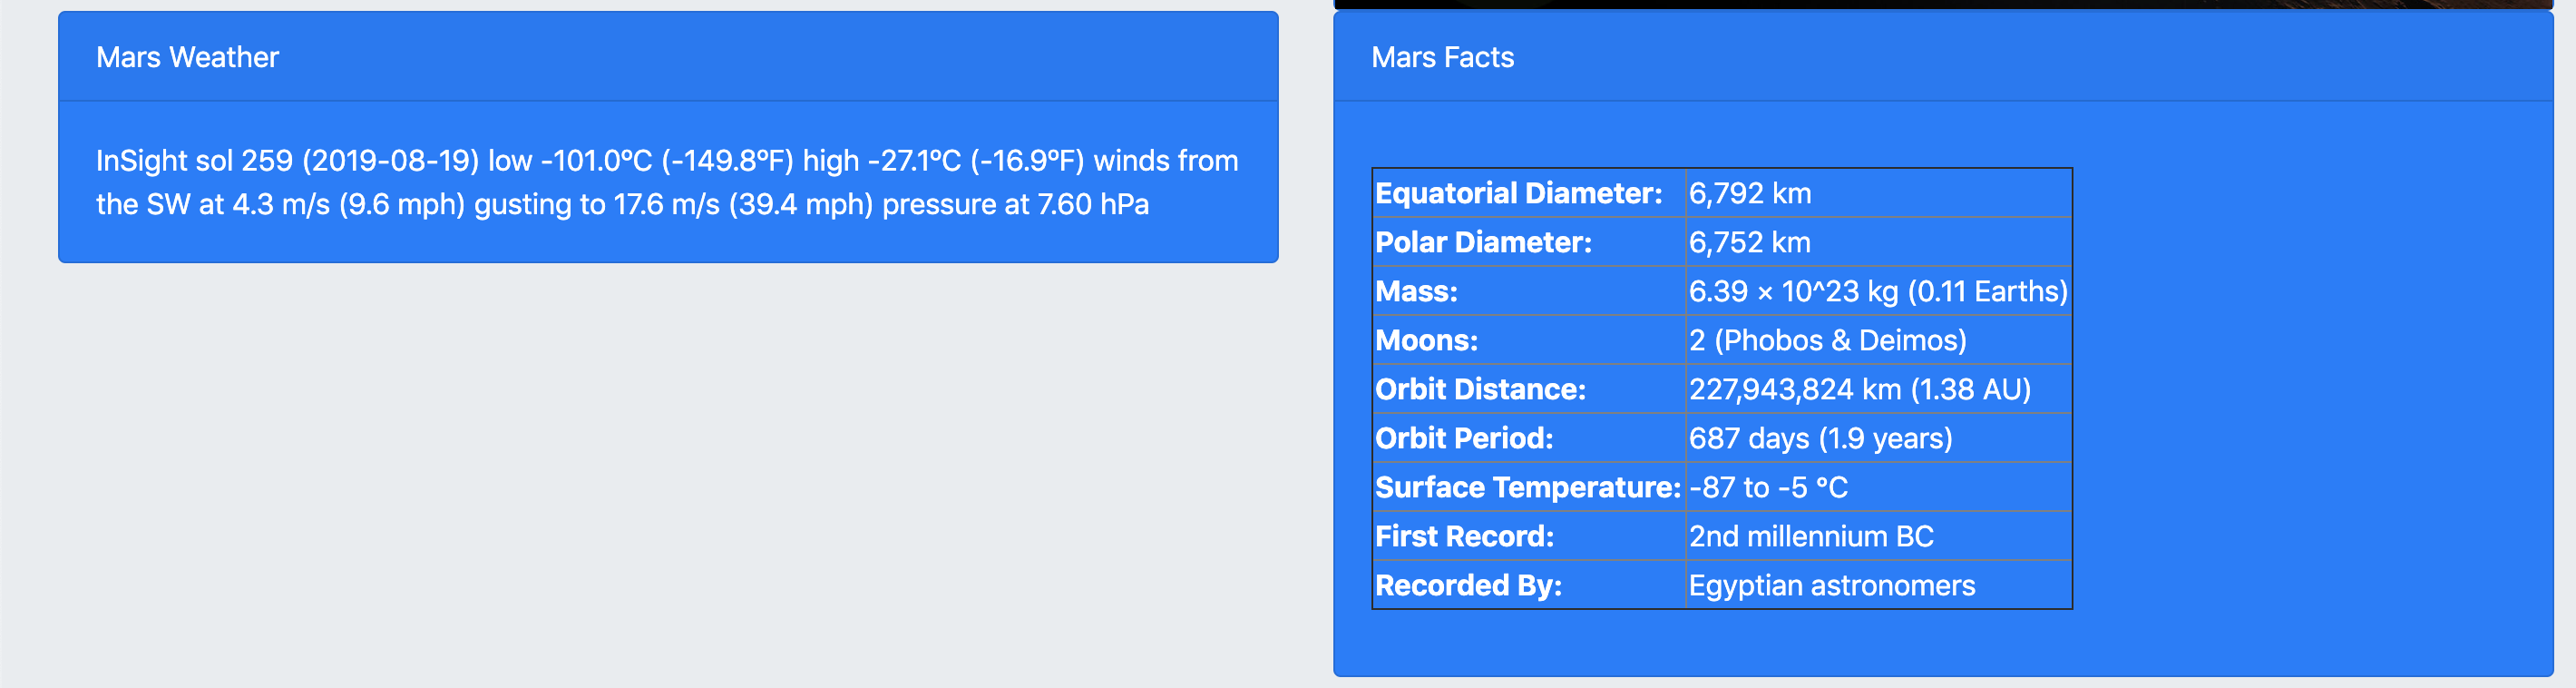 Mars Weather
InSight sol 259 (2019-08-19) low -101.0ºC (-149.8ºF) high -27.1ºC (-16.9ºF) winds from
the SW at 4.3 m/s (9.6 mph) gusting to 17.6 m/s (39.4 mph) pressure at 7.60 hPa
Mars Facts
Equatorial Diameter: 6,792 km
Polar Diameter: 6,752 km
Mass: 6.39 × 10^23 kg (0.11 Earths)
Moons: 2 (Phobos & Deimos)
Orbit Distance: 227,943,824 km (1.38 AU)
Orbit Period: 687 days (1.9 years)
Surface Temperature: -87 to -5 °C
First Record: 2nd millennium BC
Recorded By: Egyptian astronomers